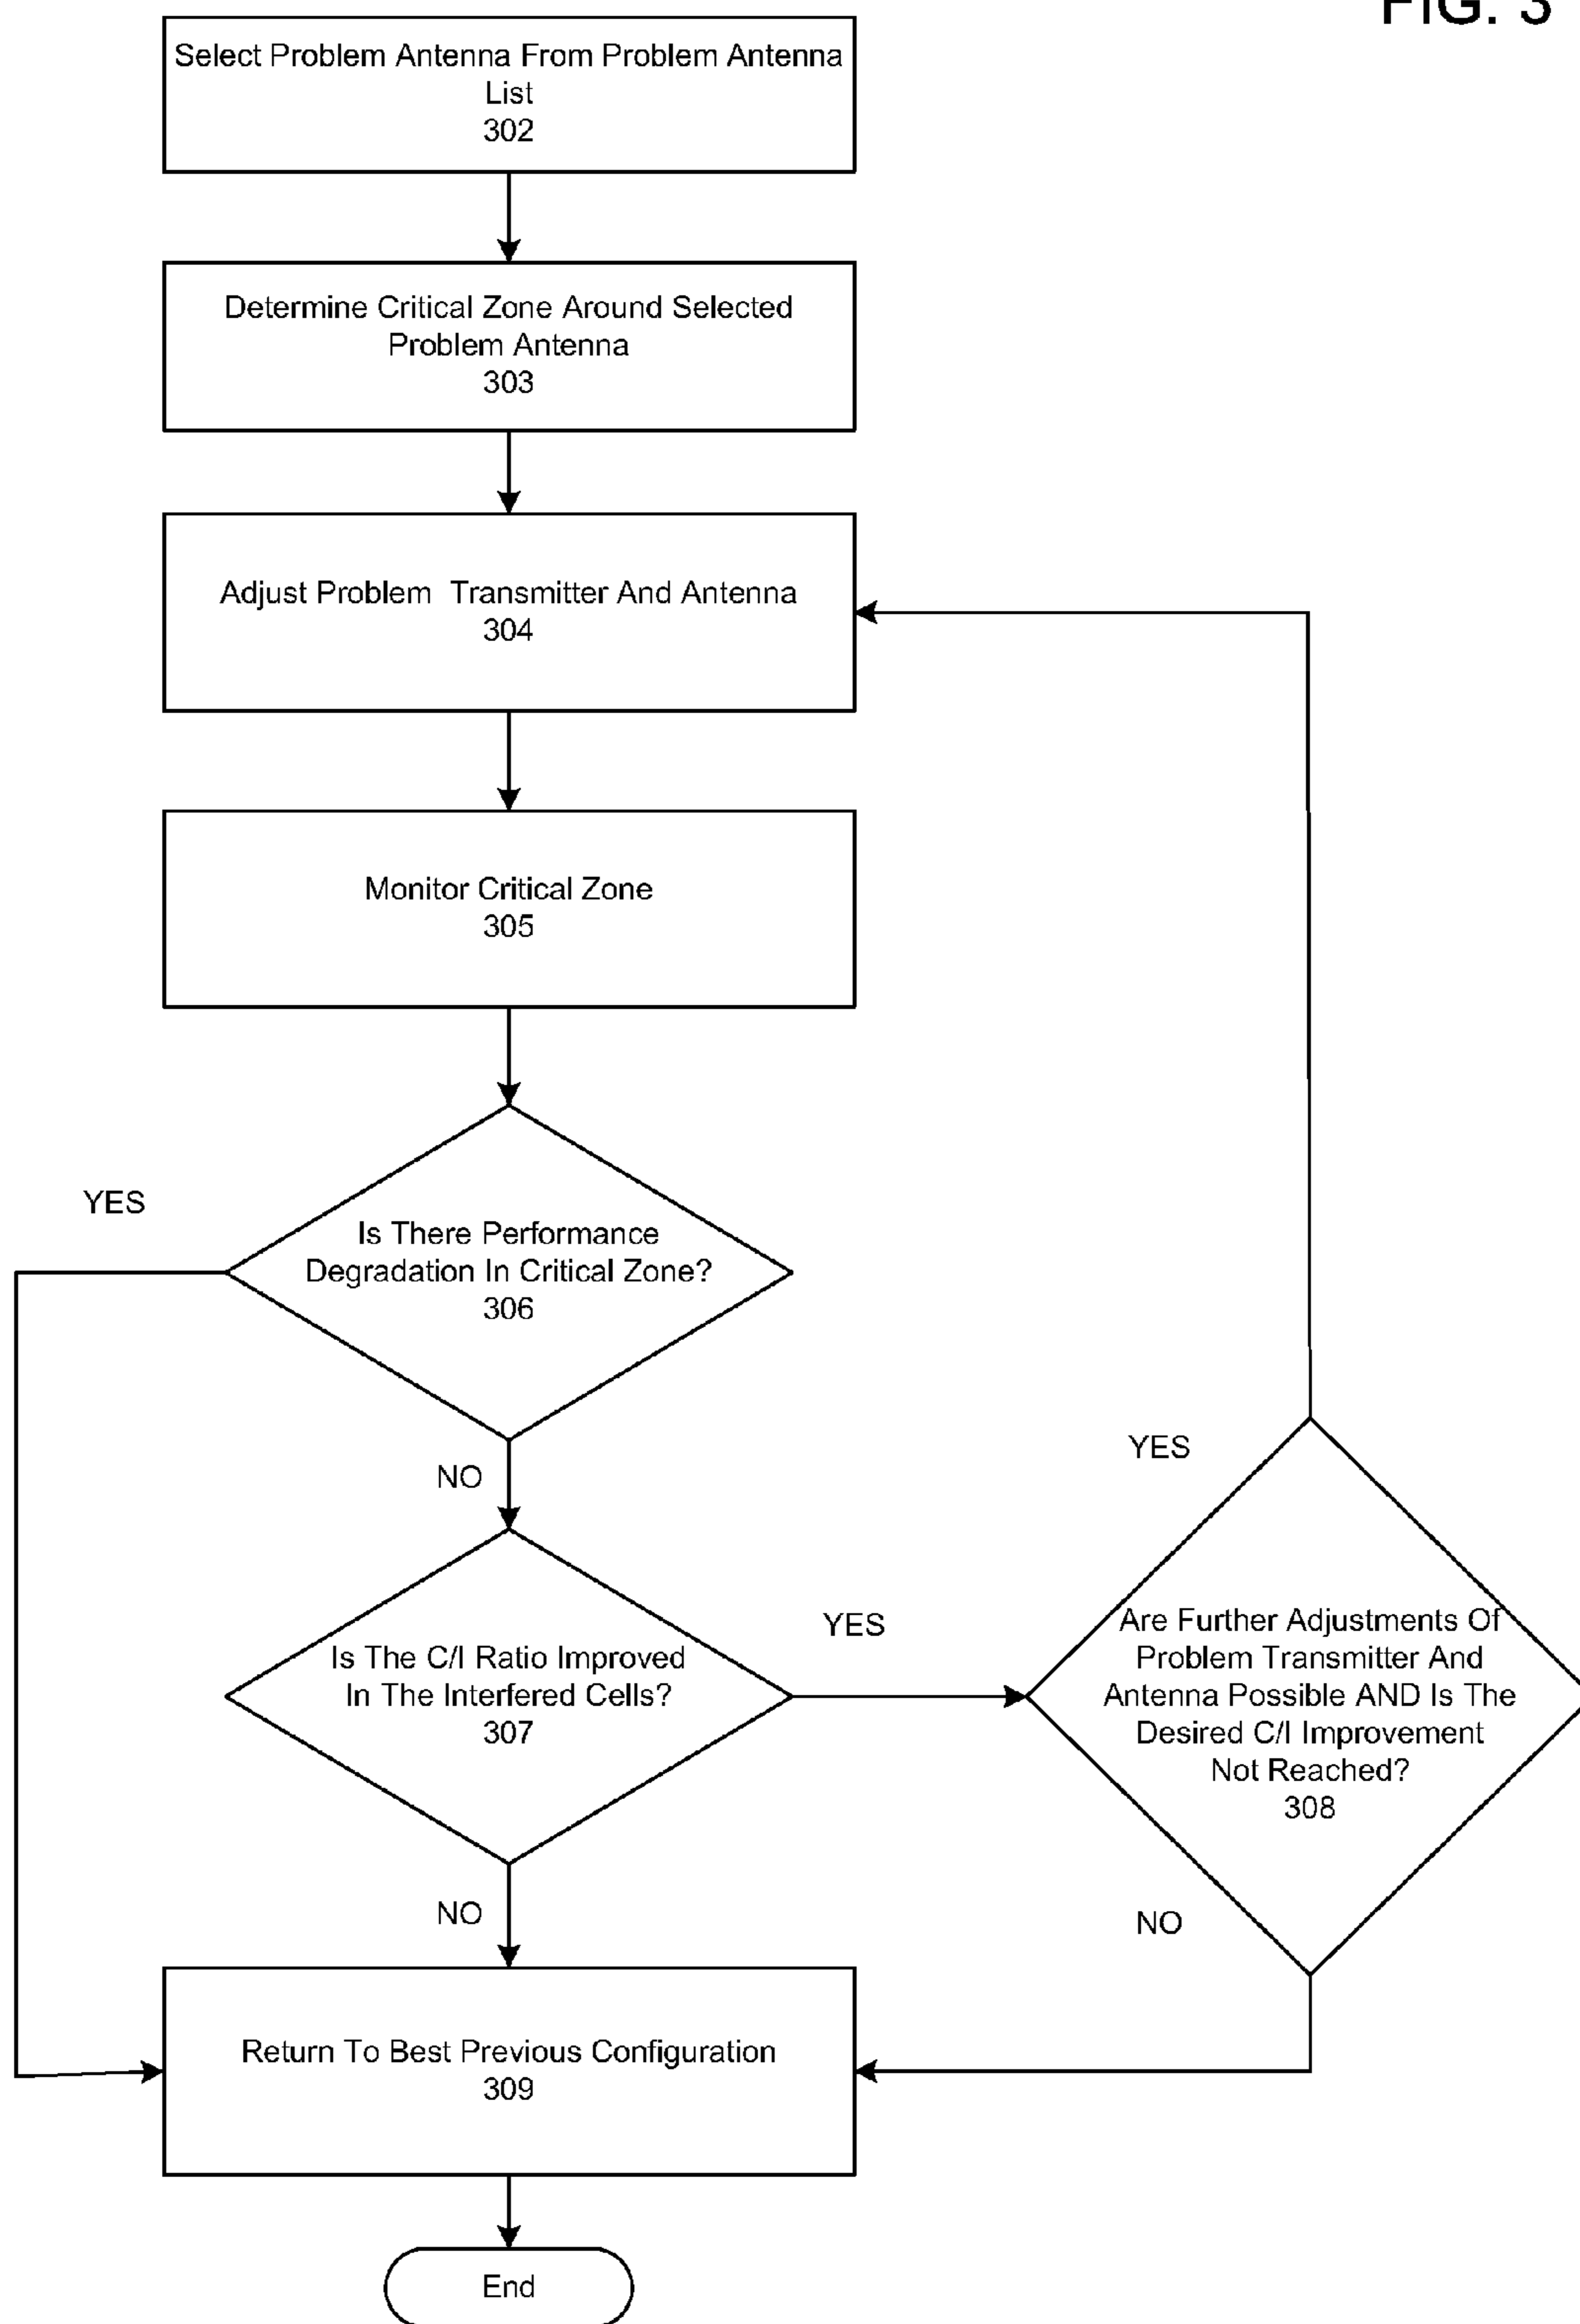 FIG. 3
Select Problem Antenna From Problem Antenna
List
302
Determine Critical Zone Around Selected
Problem Antenna
303
Adjust Problem Transmitter And Antenna
304
Monitor Critical Zone
305
YES
Is There Performance
Degradation In Critical Zone?
306
NO
YES
Is The C/I Ratio Improved
In The Interfered Cells?
307
YES
Are Further Adjustments Of
Problem Transmitter And
Antenna Possible AND Is The
Desired C/I Improvement
Not Reached?
308
NO
NO
Return To Best Previous Configuration
309
End